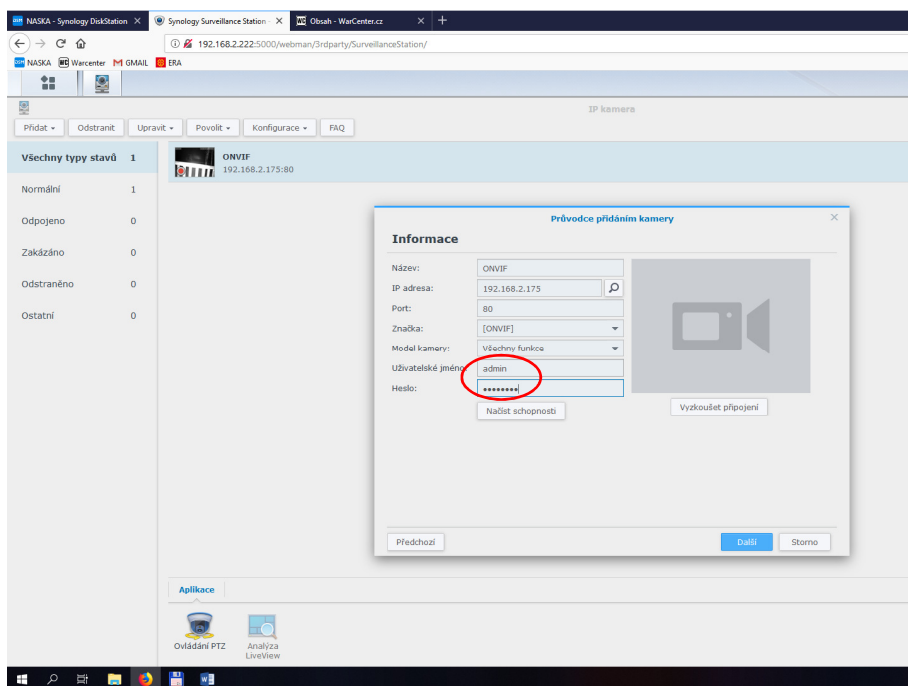 NASKA - Synology DiskStation × Synology Surveillance Station - × WC Obsah - WarCenter.cz × +
192.168.2.222:5000/webman/3rdparty/SurveillanceStation/
NASKA WC Warcenter M GMAIL ERA
IP kamera
Přidat Odstranit Upravit Povolit Konfigurace FAQ
Všechny typy stavů 1
ONVIF
192.168.2.175:80
Normální 1
Odpojeno 0
Zakázáno 0
Odstraněno 0
Ostatní 0
Průvodce přidáním kamery
Informace
Název: ONVIF
IP adresa: 192.168.2.175
Port: 80
Značka: [ONVIF]
Model kamery: Všechny funkce
Uživatelské jméno: admin
Heslo: ••••••••
Načíst schopnosti
Vyzkoušet připojení
Předchozí Další Storno
Aplikace
Ovládání PTZ
Analýza
LiveView